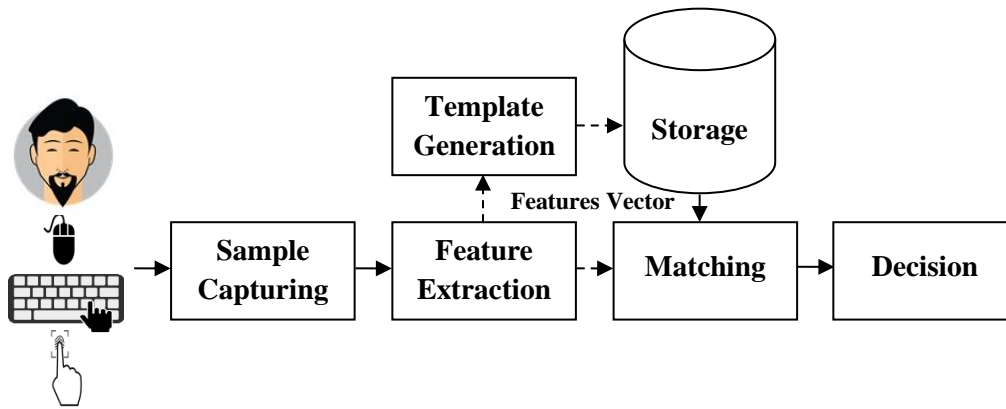 Template
Generation
Storage
Features Vector
Sample
Capturing
Feature
Extraction
Matching
Decision